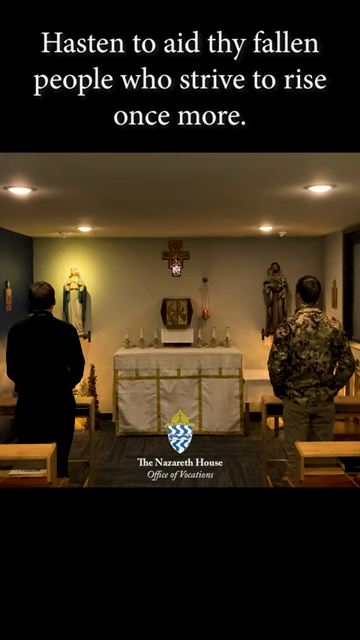 Hasten to aid thy fallen
people who strive to rise
once more.
The Nazareth House
Office of Vocations